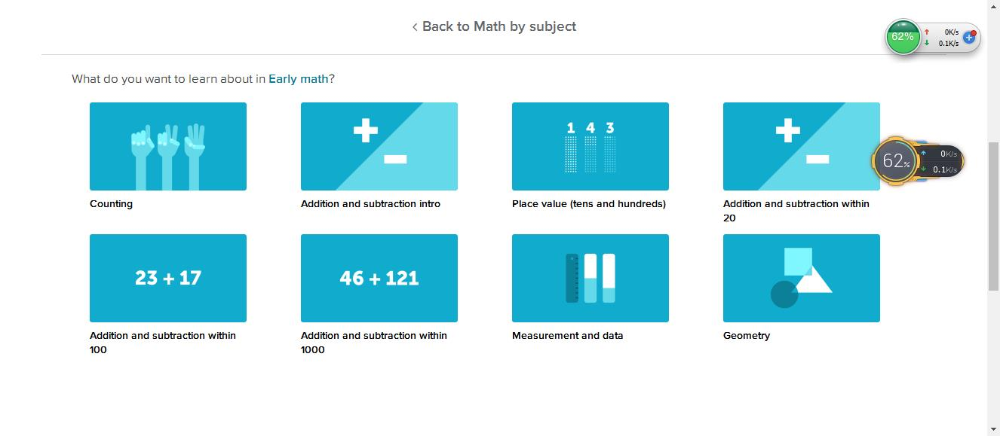 < Back to Math by subject
62%
0K/s
0.1K/s
What do you want to learn about in Early math?
1 4 3
62%
0K/s
0.1K/s
Counting
Addition and subtraction intro
Place value (tens and hundreds)
Addition and subtraction within
20
23 + 17
46 + 121
Addition and subtraction within
100
Addition and subtraction within
1000
Measurement and data
Geometry